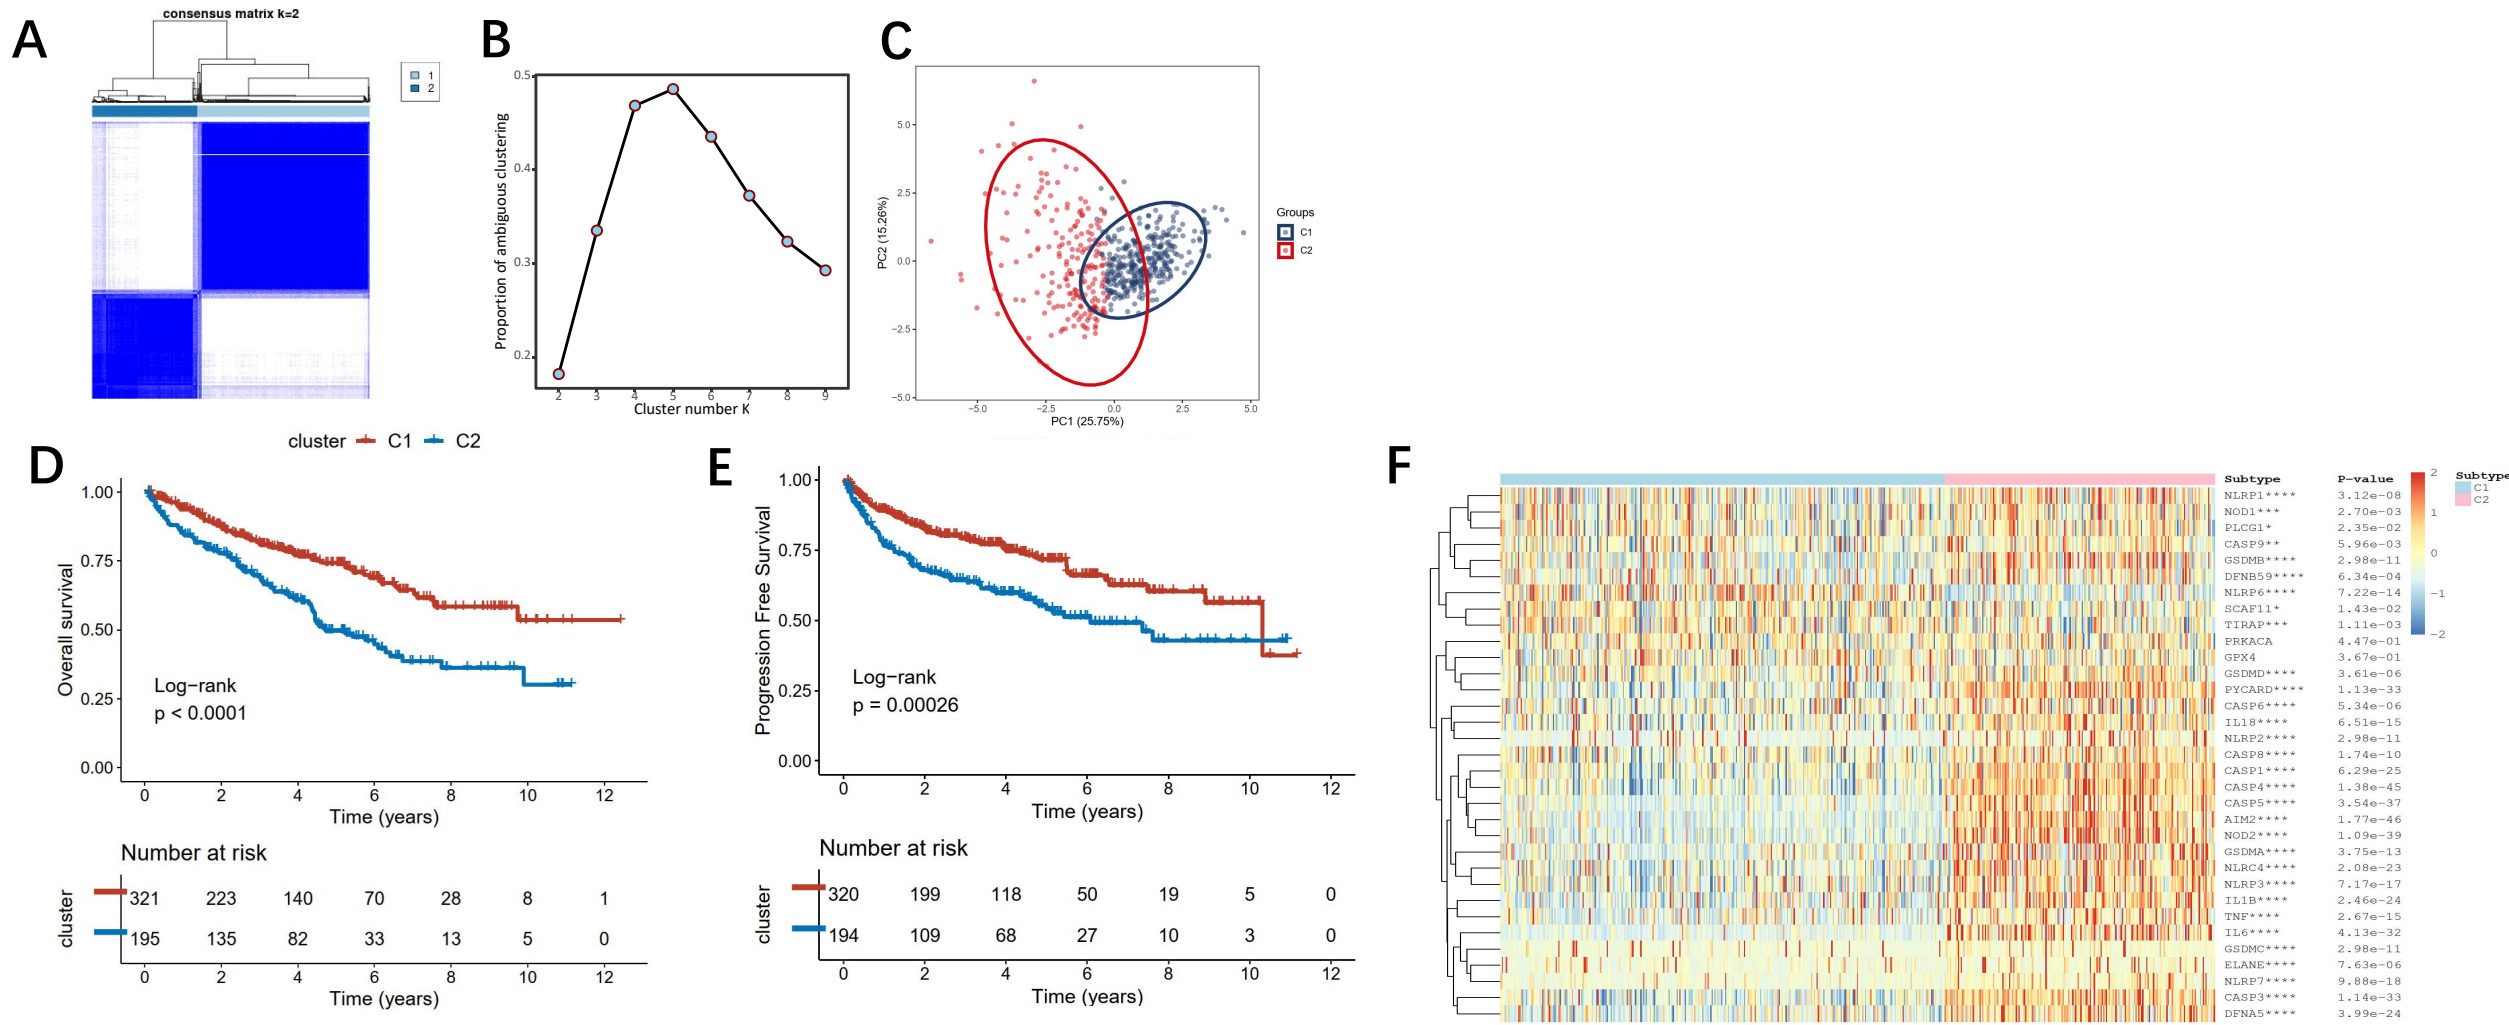 A
consensus matrix k=2
1
2
B
0.5
0.4
0.3
0.2
Proportion of ambiguous clustering
2 3 4 5 6 7 8 9
Cluster number K
C
5.0
2.5
0.0
−2.5
−5.0
PC2 (15.26%)
−5.0 −2.5 0.0 2.5 5.0
PC1 (25.75%)
Groups
C1
C2
D
cluster C1 C2
1.00
0.75
0.50
0.25
0.00
Overall survival
Log−rank
p < 0.0001
0 2 4 6 8 10 12
Time (years)
Number at risk
cluster
321 223 140 70 28 8 1
195 135 82 33 13 5 0
0 2 4 6 8 10 12
Time (years)
E
1.00
0.75
0.50
0.25
0.00
Progression Free Survival
Log−rank
p = 0.00026
0 2 4 6 8 10 12
Time (years)
Number at risk
cluster
320 199 118 50 19 5 0
194 109 68 27 10 3 0
0 2 4 6 8 10 12
Time (years)
F
Subtype P−value
NLRP1**** 3.12e−08
NOD1*** 2.70e−03
PLCG1* 2.35e−02
CASP9** 5.96e−03
GSDMB**** 2.98e−11
DFNB59**** 6.34e−04
NLRP6**** 7.22e−14
SCAF11* 1.43e−02
TIRAP*** 1.11e−03
PRKACA 4.47e−01
GPX4 3.67e−01
GSDMD**** 3.61e−06
PYCARD**** 1.13e−33
CASP6**** 5.34e−06
IL18**** 6.51e−15
NLRP2**** 2.98e−11
CASP8**** 1.74e−10
CASP1**** 6.29e−25
CASP4**** 1.38e−45
CASP5**** 3.54e−37
AIM2**** 1.77e−46
NOD2**** 1.09e−39
GSDMA**** 3.75e−13
NLRC4**** 2.08e−23
NLRP3**** 7.17e−17
IL1B**** 2.46e−24
TNF**** 2.67e−15
IL6**** 4.13e−32
GSDMC**** 2.98e−11
ELANE**** 7.63e−06
NLRP7**** 9.88e−18
CASP3**** 1.14e−33
DFNA5**** 3.99e−24
2
1
0
−1
−2
Subtype
C1
C2